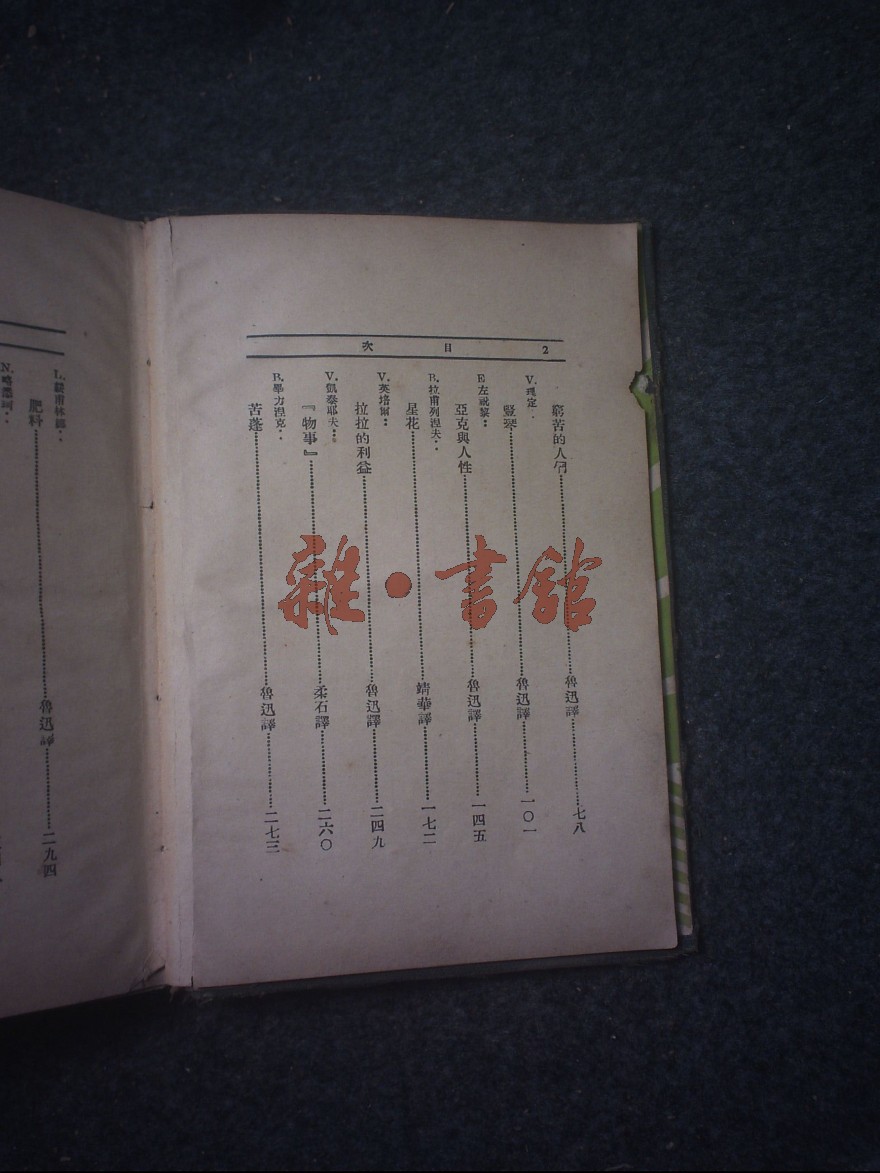 2 目次
窮苦的人們……魯迅譯……七八
V.理定：
豎琴……魯迅譯……一〇一
E左祝黎：
亞克與人性……魯迅譯……一四五
B.拉甫列涅夫：
星花……靖華譯……一七二
V.英培爾：
拉拉的利益……魯迅譯……二四九
V.凱泰耶夫：
『物事』……柔石譯……二六〇
B.畢力涅克：
苦蓬……魯迅譯……二七三
L.綏甫林娜：
肥料……魯迅譯……二九四
雜·書館